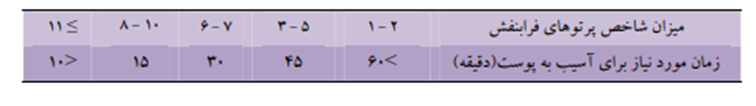 میزان شاخص پرتوهای فرابنفش ۱-۲ ۳-۵ ۶-۷ ۸-۱۰ ۱۱≤
زمان مورد نیاز برای آسیب به پوست(دقیقه) ۶۰< ۴۵ ۳۰ ۱۵ ۱۰>